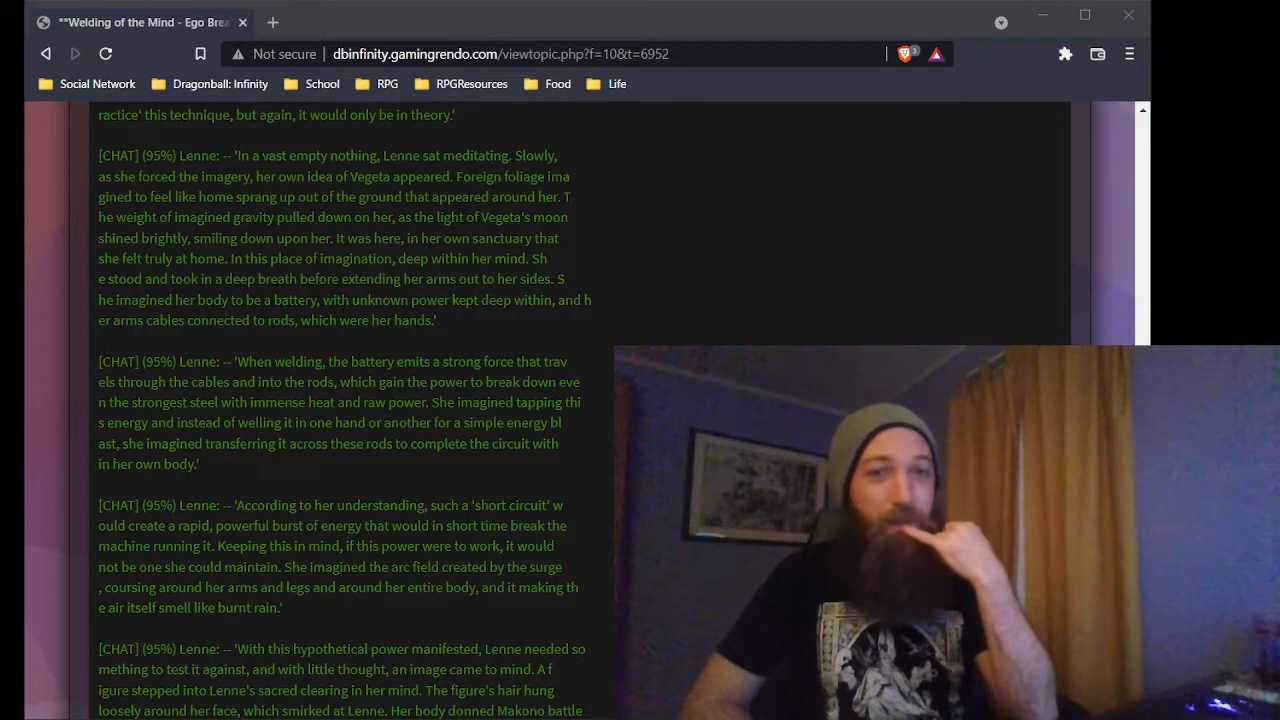 **Welding of the Mind - Ego Brea
Not secure | dbinfinity.gamingrendo.com/viewtopic.php?f=10&t=6952
3
Social Network
Dragonball: Infinity
School
RPG
RPGResources
Food
Life
ractice' this technique, but again, it would only be in theory.'
[CHAT] (95%) Lenne: -- 'In a vast empty nothing, Lenne sat meditating. Slowly,
as she forced the imagery, her own idea of Vegeta appeared. Foreign foliage ima
gined to feel like home sprang up out of the ground that appeared around her. T
he weight of imagined gravity pulled down on her, as the light of Vegeta's moon
shined brightly, smiling down upon her. It was here, in her own sanctuary that
she felt truly at home. In this place of imagination, deep within her mind. Sh
e stood and took in a deep breath before extending her arms out to her sides. S
he imagined her body to be a battery, with unknown power kept deep within, and h
er arms cables connected to rods, which were her hands.'
[CHAT] (95%) Lenne: -- 'When welding, the battery emits a strong force that trav
els through the cables and into the rods, which gain the power to break down eve
n the strongest steel with immense heat and raw power. She imagined tapping thi
s energy and instead of welling it in one hand or another for a simple energy bl
ast, she imagined transferring it across these rods to complete the circuit with
in her own body.'
[CHAT] (95%) Lenne: -- 'According to her understanding, such a 'short circuit' w
ould create a rapid, powerful burst of energy that would in short time break the
machine running it. Keeping this in mind, if this power were to work, it would
not be one she could maintain. She imagined the arc field created by the surge
, coursing around her arms and legs and around her entire body, and it making th
e air itself smell like burnt rain.'
[CHAT] (95%) Lenne: -- 'With this hypothetical power manifested, Lenne needed so
mething to test it against, and with little thought, an image came to mind. A f
igure stepped into Lenne's sacred clearing in her mind. The figure's hair hung
loosely around her face, which smirked at Lenne. Her body donned Makono battle